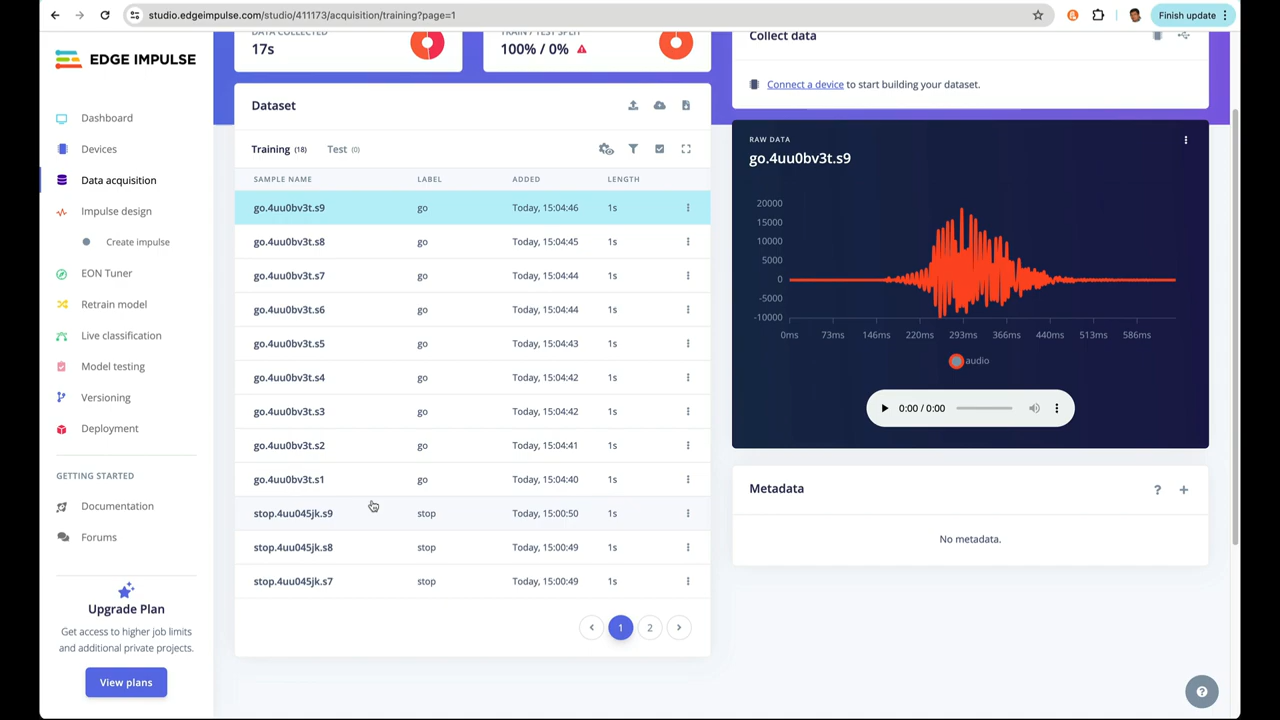 studio.edgeimpulse.com/studio/411173/acquisition/training?page=1
Finish update
EDGE IMPULSE
Dashboard
Devices
Data acquisition
Impulse design
Create impulse
EON Tuner
Retrain model
Live classification
Model testing
Versioning
Deployment
GETTING STARTED
Documentation
Forums
Upgrade Plan
Get access to higher job limits
and additional private projects.
View plans
DATA COLLECTED
17s
TRAIN / TEST SPLIT
100% / 0%
Dataset
Training (18) Test (0)
SAMPLE NAME LABEL ADDED LENGTH
go.4uu0bv3t.s9 go Today, 15:04:46 1s
go.4uu0bv3t.s8 go Today, 15:04:45 1s
go.4uu0bv3t.s7 go Today, 15:04:44 1s
go.4uu0bv3t.s6 go Today, 15:04:44 1s
go.4uu0bv3t.s5 go Today, 15:04:43 1s
go.4uu0bv3t.s4 go Today, 15:04:42 1s
go.4uu0bv3t.s3 go Today, 15:04:42 1s
go.4uu0bv3t.s2 go Today, 15:04:41 1s
go.4uu0bv3t.s1 go Today, 15:04:40 1s
stop.4uu045jk.s9 stop Today, 15:00:50 1s
stop.4uu045jk.s8 stop Today, 15:00:49 1s
stop.4uu045jk.s7 stop Today, 15:00:49 1s
1 2
Collect data
Connect a device to start building your dataset.
RAW DATA
go.4uu0bv3t.s9
20000
15000
10000
5000
0
-5000
-10000
0ms 73ms 146ms 220ms 293ms 366ms 440ms 513ms 586ms
audio
0:00 / 0:00
Metadata
? +
No metadata.
?